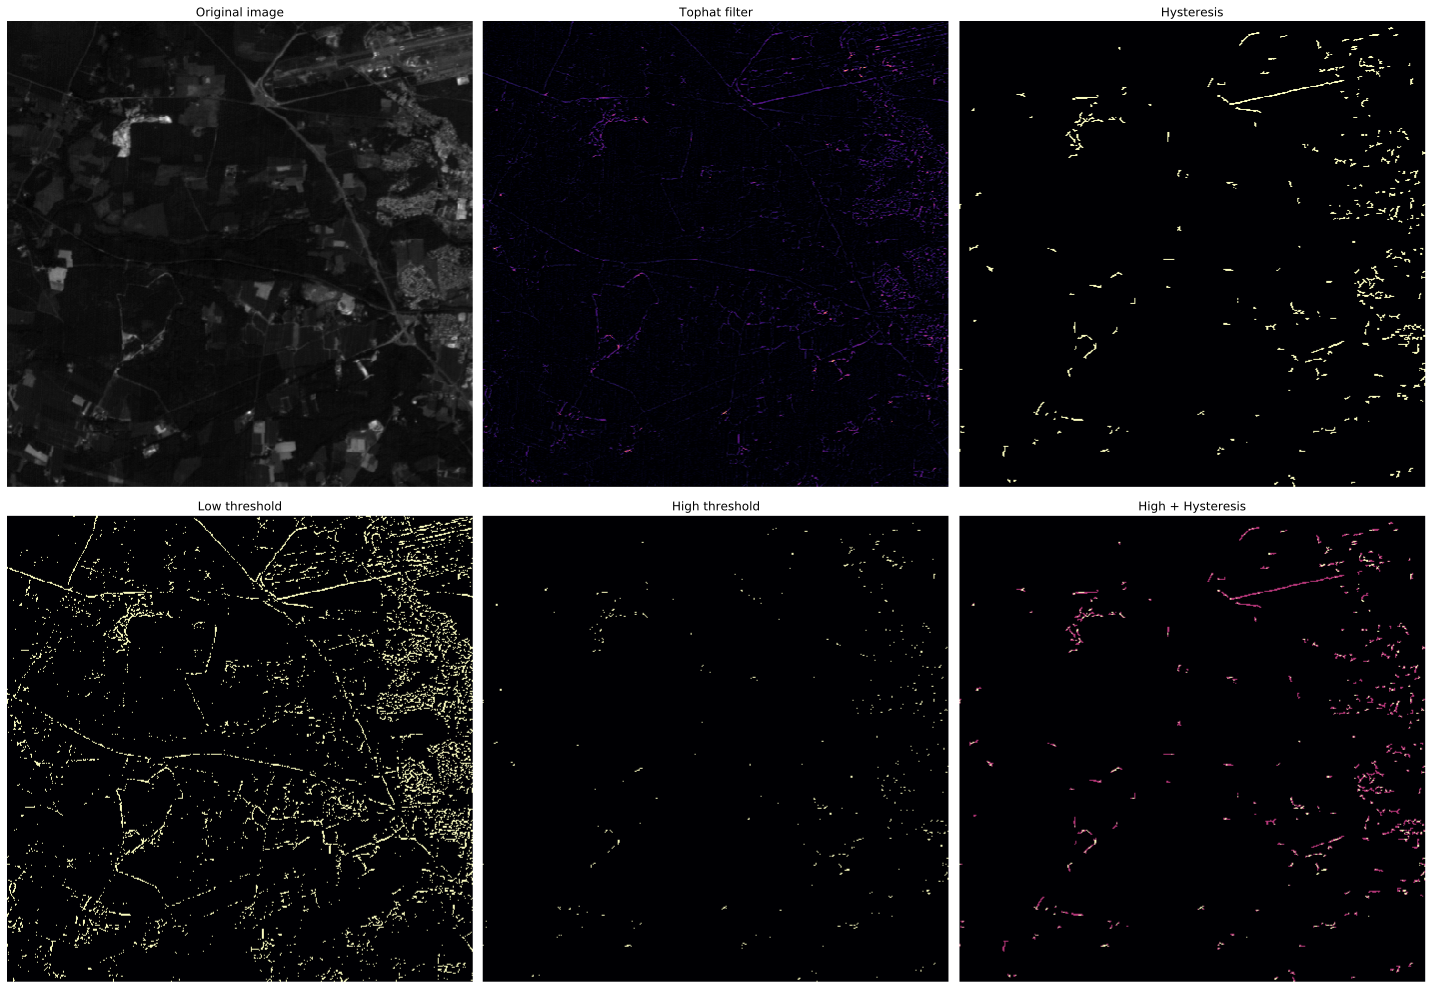 Original image
Tophat filter
Hysteresis
Low threshold
High threshold
High + Hysteresis